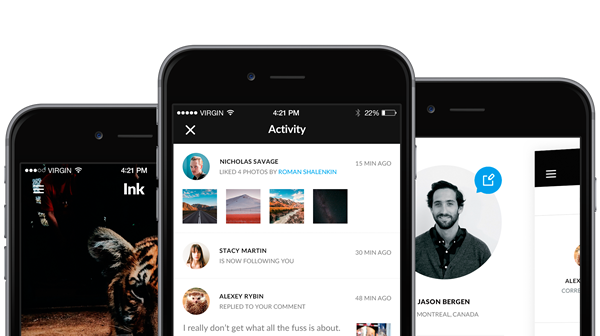 VIRGIN 4:21 PM 22%
Activity
NICHOLAS SAVAGE
15 MIN AGO
LIKED 4 PHOTOS BY ROMAN SHALENKIN
STACY MARTIN
30 MIN AGO
IS NOW FOLLOWING YOU
ALEXEY RYBIN
48 MIN AGO
REPLIED TO YOUR COMMENT
I really don't get what all the fuss is about.
VIRGIN 4:21 PM
Ink
JASON BERGEN
MONTREAL, CANADA
ALEX
CORRE